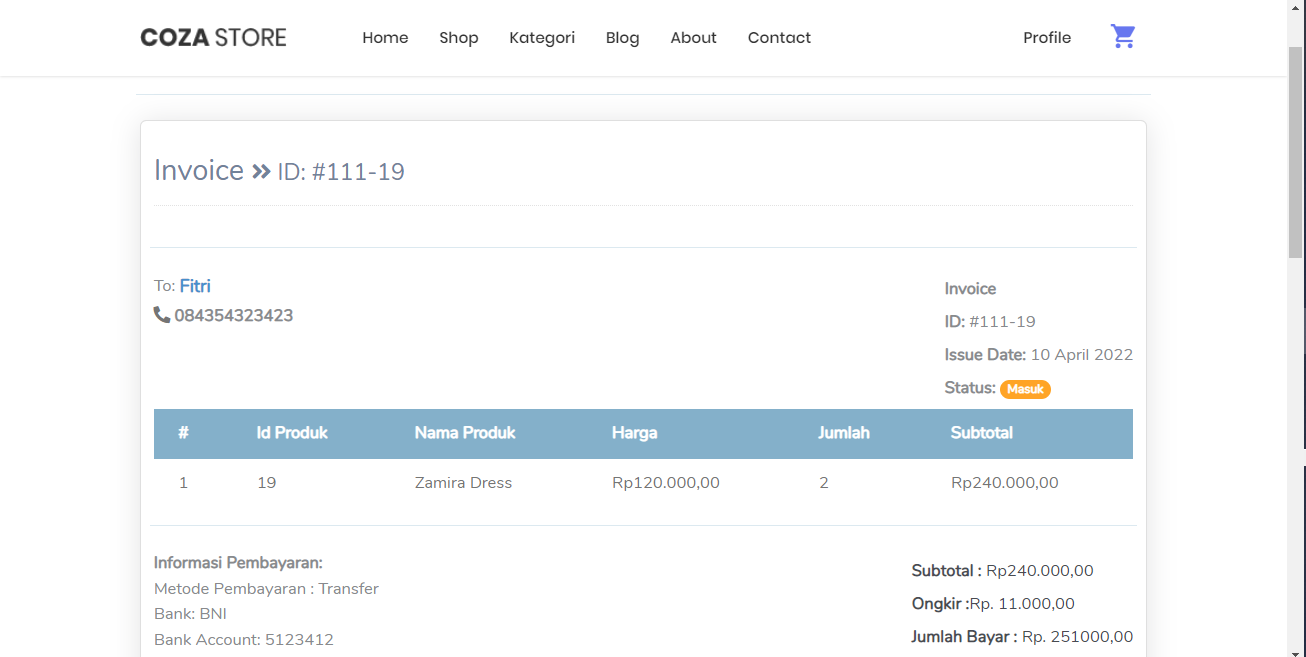 COZA STORE Home Shop Kategori Blog About Contact Profile
Invoice » ID: #111-19
To: Fitri
084354323423
Invoice
ID: #111-19
Issue Date: 10 April 2022
Status: Masuk
# Id Produk Nama Produk Harga Jumlah Subtotal
1 19 Zamira Dress Rp120.000,00 2 Rp240.000,00
Informasi Pembayaran:
Metode Pembayaran : Transfer
Bank: BNI
Bank Account: 5123412
Subtotal : Rp240.000,00
Ongkir :Rp. 11.000,00
Jumlah Bayar : Rp. 251000,00